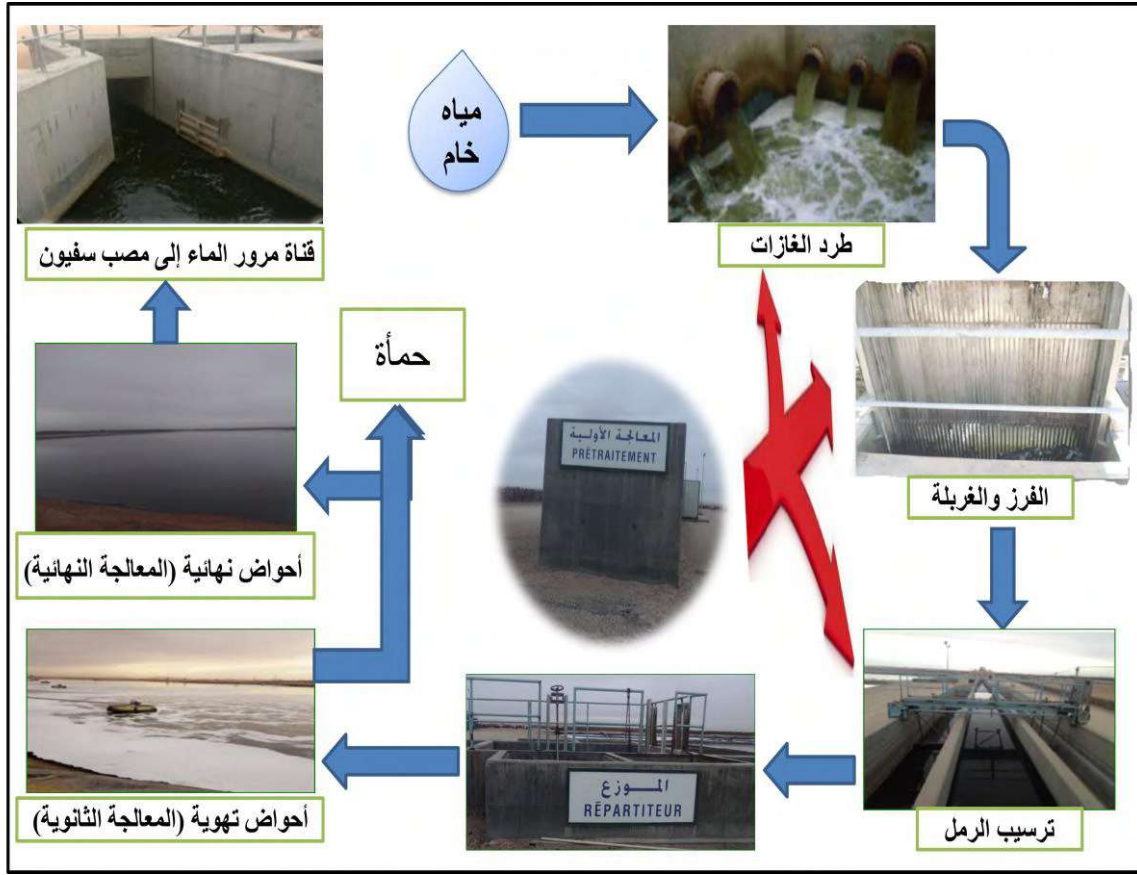 مياه
خام
طرد الغازات
الفرز والغربلة
ترسيب الرمل
المعالجة الأولية
PRÉTRAITEMENT
المـــوزع
RÉPARTITEUR
أحواض تهوية (المعالجة الثانوية)
حمأة
أحواض نهائية (المعالجة النهائية)
قناة مرور الماء إلى مصب سفيون